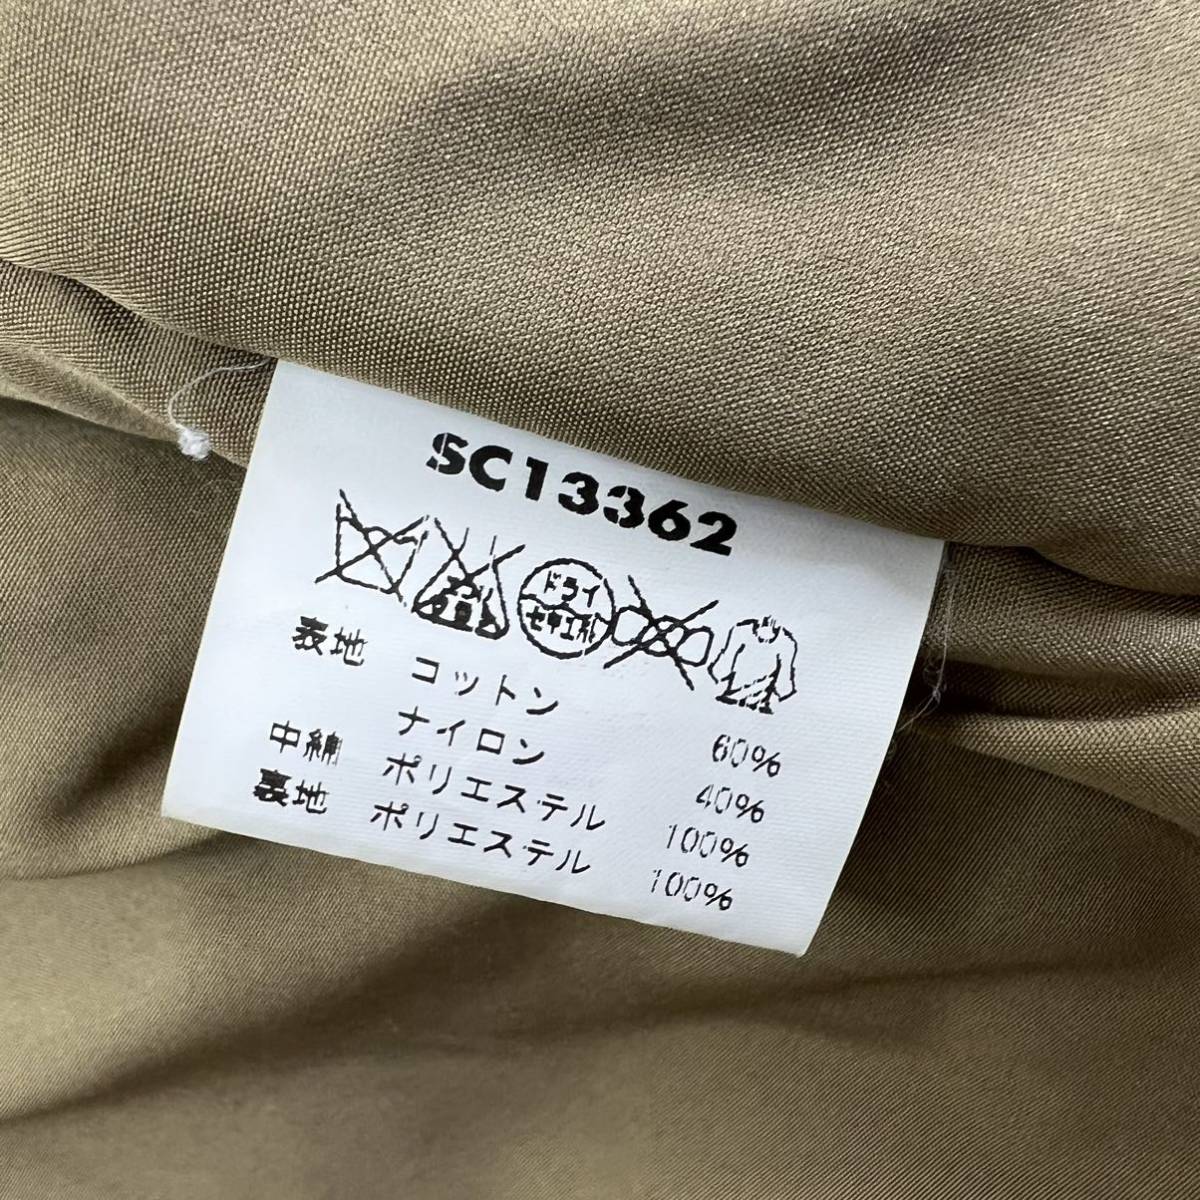 SC13362
ドライ
セキユ系
表地 コットン 60%
ナイロン 40%
中綿 ポリエステル 100%
裏地 ポリエステル 100%